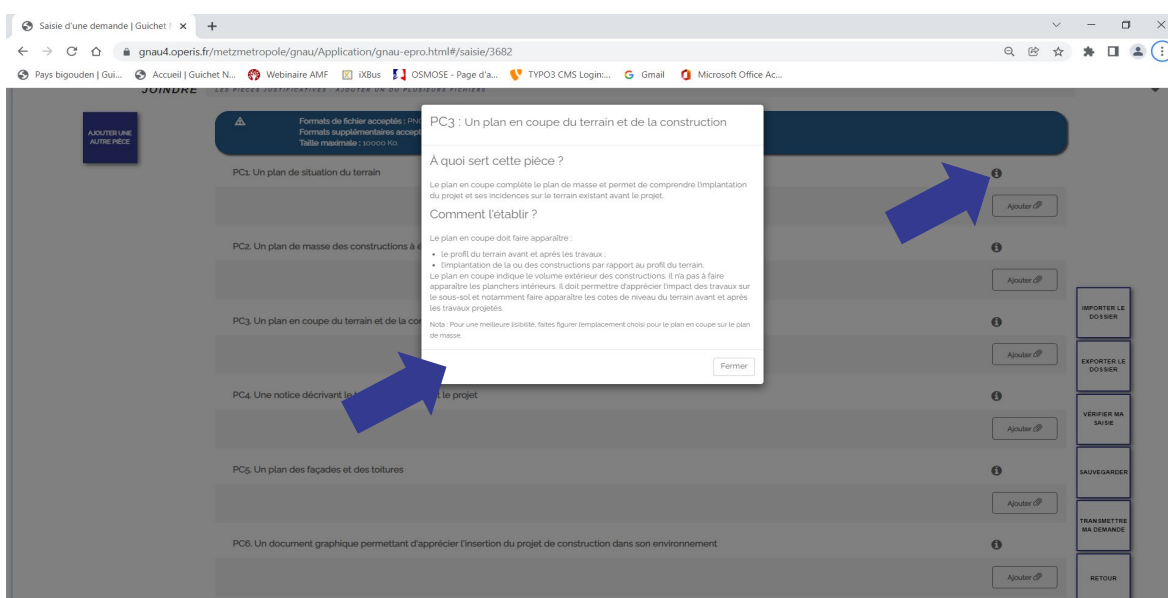 Saisie d'une demande | Guichet
gnau4.operis.fr/metzmetropole/gnau/Application/gnau-epro.html#/saisie/3682
Pays bigouden | Gui... Accueil | Guichet N... Webinaire AMF iXBus OSMOSE - Page d'a... TYPO3 CMS Login:... Gmail Microsoft Office Ac...
JOINDRE LES PIÈCES JUSTIFICATIVES : AJOUTER UN OU PLUSIEURS FICHIERS
AJOUTER UNE
AUTRE PIÈCE
Formats de fichier acceptés : PN
Formats supplémentaires accept
Taille maximale : 10000 Ko.
PC1. Un plan de situation du terrain
Ajouter
PC2. Un plan de masse des constructions à é
Ajouter
PC3. Un plan en coupe du terrain et de la con
Ajouter
PC4. Une notice décrivant le t le projet
Ajouter
PC5. Un plan des façades et des toitures
Ajouter
PC6. Un document graphique permettant d'apprécier l'insertion du projet de construction dans son environnement
Ajouter
PC3 : Un plan en coupe du terrain et de la construction
À quoi sert cette pièce ?
Le plan en coupe complète le plan de masse et permet de comprendre l'implantation
du projet et ses incidences sur le terrain existant avant le projet.
Comment l'établir ?
Le plan en coupe doit faire apparaître :
• le profil du terrain avant et après les travaux ;
• l'implantation de la ou des constructions par rapport au profil du terrain.
Le plan en coupe indique le volume extérieur des constructions. Il n'a pas à faire
apparaître les planchers intérieurs. Il doit permettre d'apprécier l'impact des travaux sur
le sous-sol et notamment faire apparaître les cotes de niveau du terrain avant et après
les travaux projetés.
Nota : Pour une meilleure lisibilité, faites figurer l'emplacement choisi pour le plan en coupe sur le plan
de masse.
Fermer
IMPORTER LE
DOSSIER
EXPORTER LE
DOSSIER
VÉRIFIER MA
SAISIE
SAUVEGARDER
TRANSMETTRE
MA DEMANDE
RETOUR